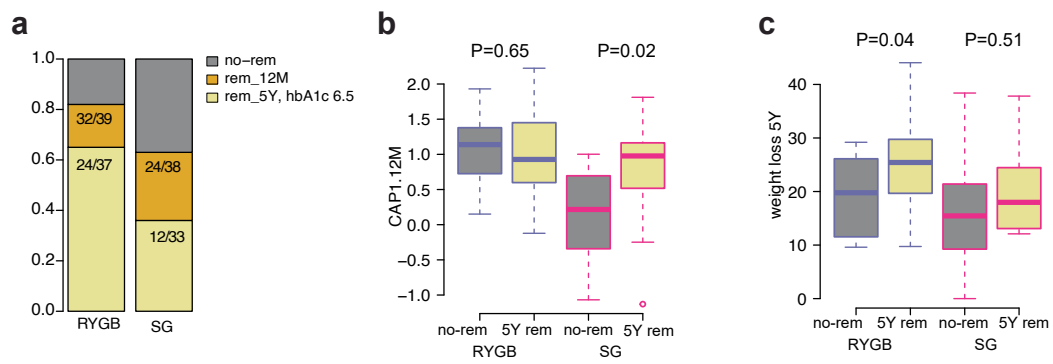 a
1.0
0.8
0.6
0.4
0.2
0.0
32/39
24/37
24/38
12/33
RYGB
SG
no−rem
rem_12M
rem_5Y, hbA1c 6.5
b
P=0.65
P=0.02
CAP1.12M
2.0
1.5
1.0
0.5
0.0
−0.5
−1.0
no-rem
5Y rem
no-rem
5Y rem
RYGB
SG
c
P=0.04
P=0.51
weight loss 5Y
40
30
20
10
0
no-rem
5Y rem
no-rem
5Y rem
RYGB
SG